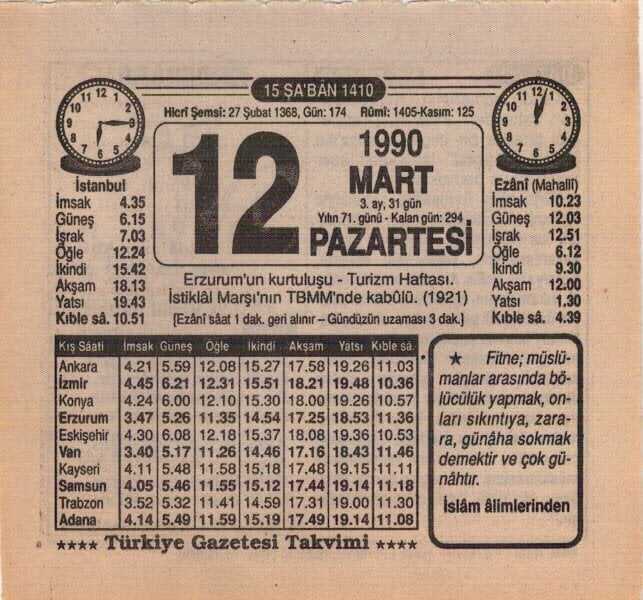 15 ŞA'BÂN 1410
Hicrî Şemsî: 27 Şubat 1368, Gün: 174 Rûmî: 1405-Kasım: 125
12
1990
MART
3. ay, 31 gün
Yılın 71. günü - Kalan gün: 294
PAZARTESİ
Erzurum'un kurtuluşu - Turizm Haftası.
İstiklâl Marşı'nın TBMM'nde kabûlü. (1921)
[Ezanî sâat 1 dak. geri alınır – Gündüzün uzaması 3 dak.]
İstanbul
İmsak 4.35
Güneş 6.15
İşrak 7.03
Öğle 12.24
İkindi 15.42
Akşam 18.13
Yatsı 19.43
Kıble sâ. 10.51
Ezanî (Mahallî)
İmsak 10.23
Güneş 12.03
İşrak 12.51
Öğle 6.12
İkindi 9.30
Akşam 12.00
Yatsı 1.30
Kıble sâ. 4.39
Kış Sâati İmsak Güneş Öğle İkindi Akşam Yatsı Kıble sâ.
Ankara 4.21 5.59 12.08 15.27 17.58 19.26 11.03
İzmir 4.45 6.21 12.31 15.51 18.21 19.48 10.36
Konya 4.24 6.00 12.10 15.30 18.00 19.26 10.57
Erzurum 3.47 5.26 11.35 14.54 17.25 18.53 11.36
Eskişehir 4.30 6.08 12.18 15.37 18.08 19.36 10.53
Van 3.40 5.17 11.26 14.46 17.16 18.43 11.46
Kayseri 4.11 5.48 11.58 15.18 17.48 19.15 11.11
Samsun 4.05 5.46 11.55 15.12 17.44 19.14 11.18
Trabzon 3.52 5.32 11.41 14.59 17.31 19.00 11.30
Adana 4.14 5.49 11.59 15.19 17.49 19.14 11.08
★ Fitne; müslü-
manlar arasında bö-
lücülük yapmak, on-
ları sıkıntıya, zara-
ra, günâha sokmak
demektir ve çok gü-
nâhtır.
İslâm âlimlerinden
★★★★ Türkiye Gazetesi Takvimi ★★★★